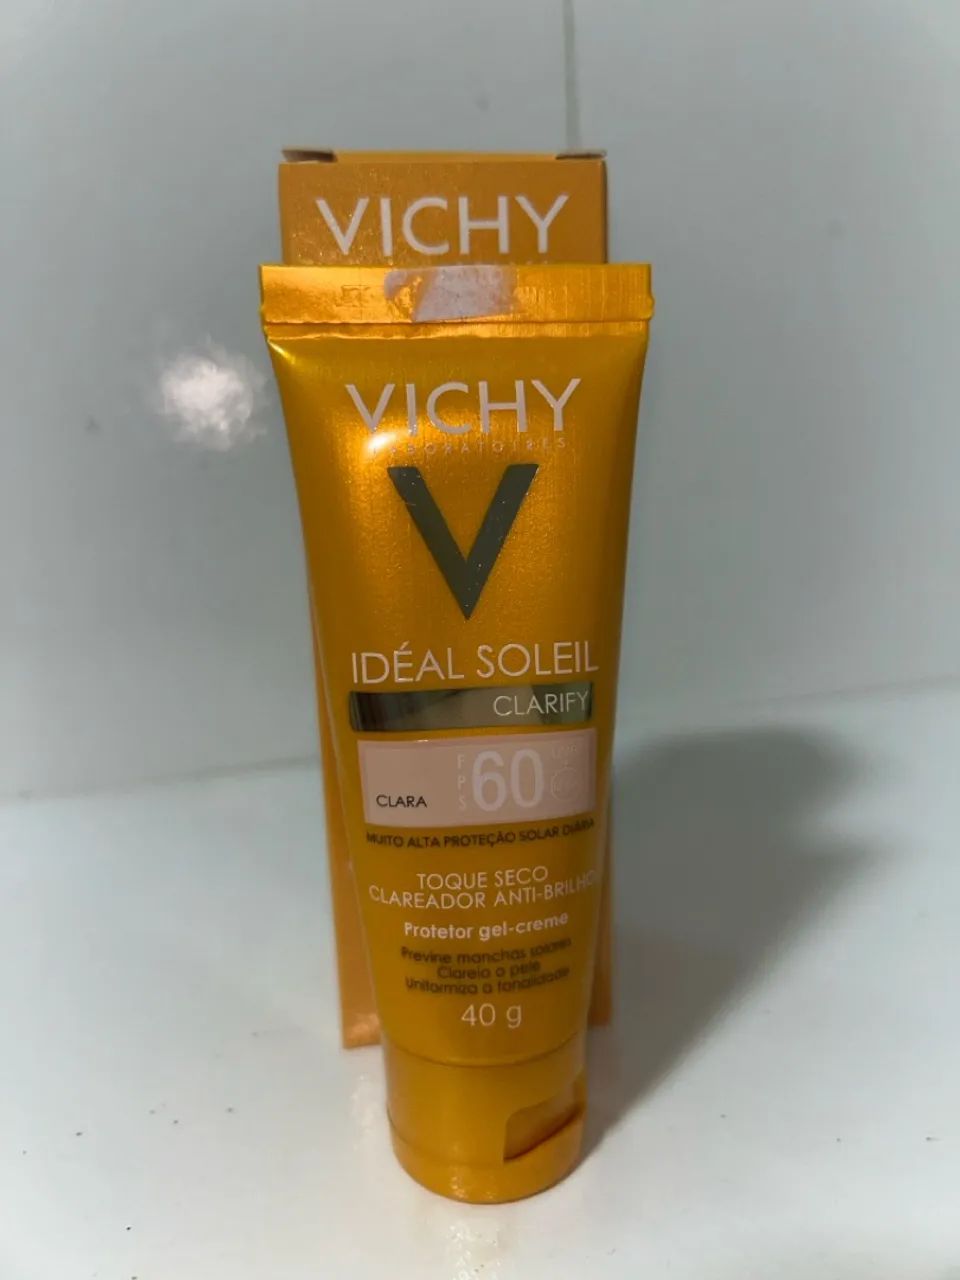 VICHY
VICHY
LABORATOIRES
V
IDÉAL SOLEIL
CLARIFY
CLARA
FPS
60
MUITO ALTA PROTEÇÃO SOLAR DIÁRIA
TOQUE SECO
CLAREADOR ANTI-BRILHO
Protetor gel-creme
Previne manchas solares
Clareia a pele
Uniformiza a tonalidade
40 g